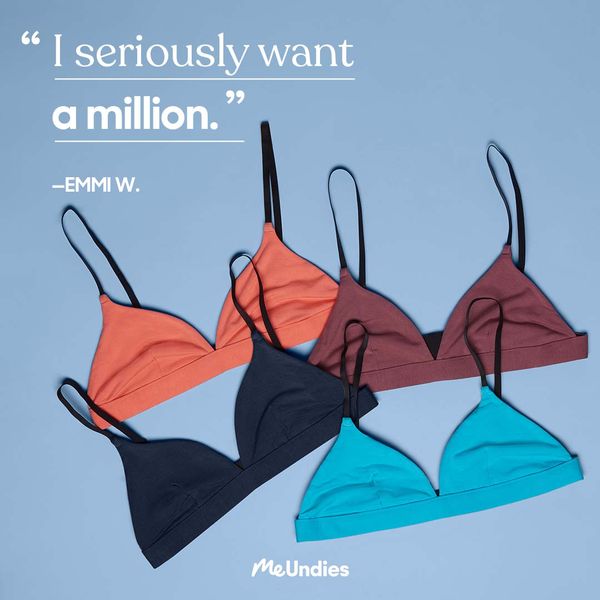 “ I seriously want
a million. ”
–EMMI W.
MeUndies